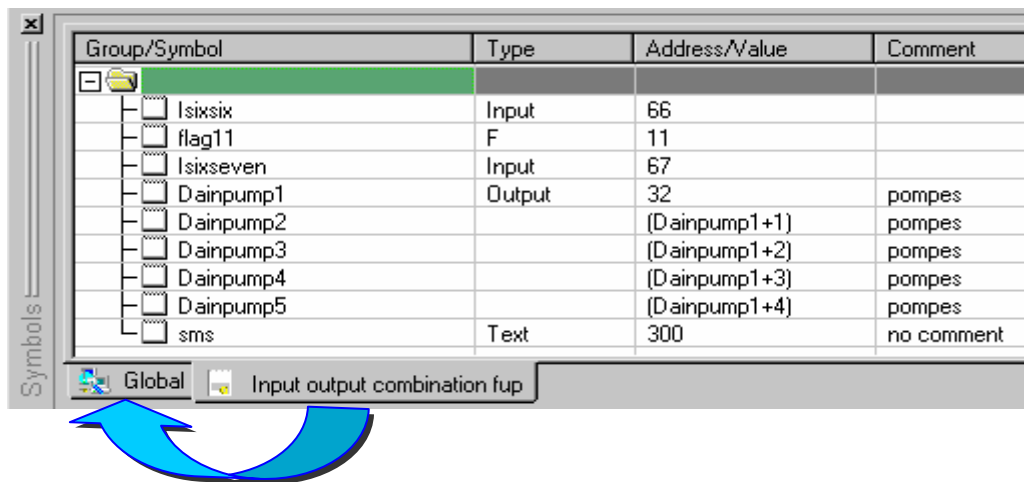 Group/Symbol Type Address/Value Comment
Isixsix Input 66
flag11 F 11
Isixseven Input 67
Dainpump1 Output 32 pompes
Dainpump2 (Dainpump1+1) pompes
Dainpump3 (Dainpump1+2) pompes
Dainpump4 (Dainpump1+3) pompes
Dainpump5 (Dainpump1+4) pompes
sms Text 300 no comment
Symbols
Global Input output combination fup